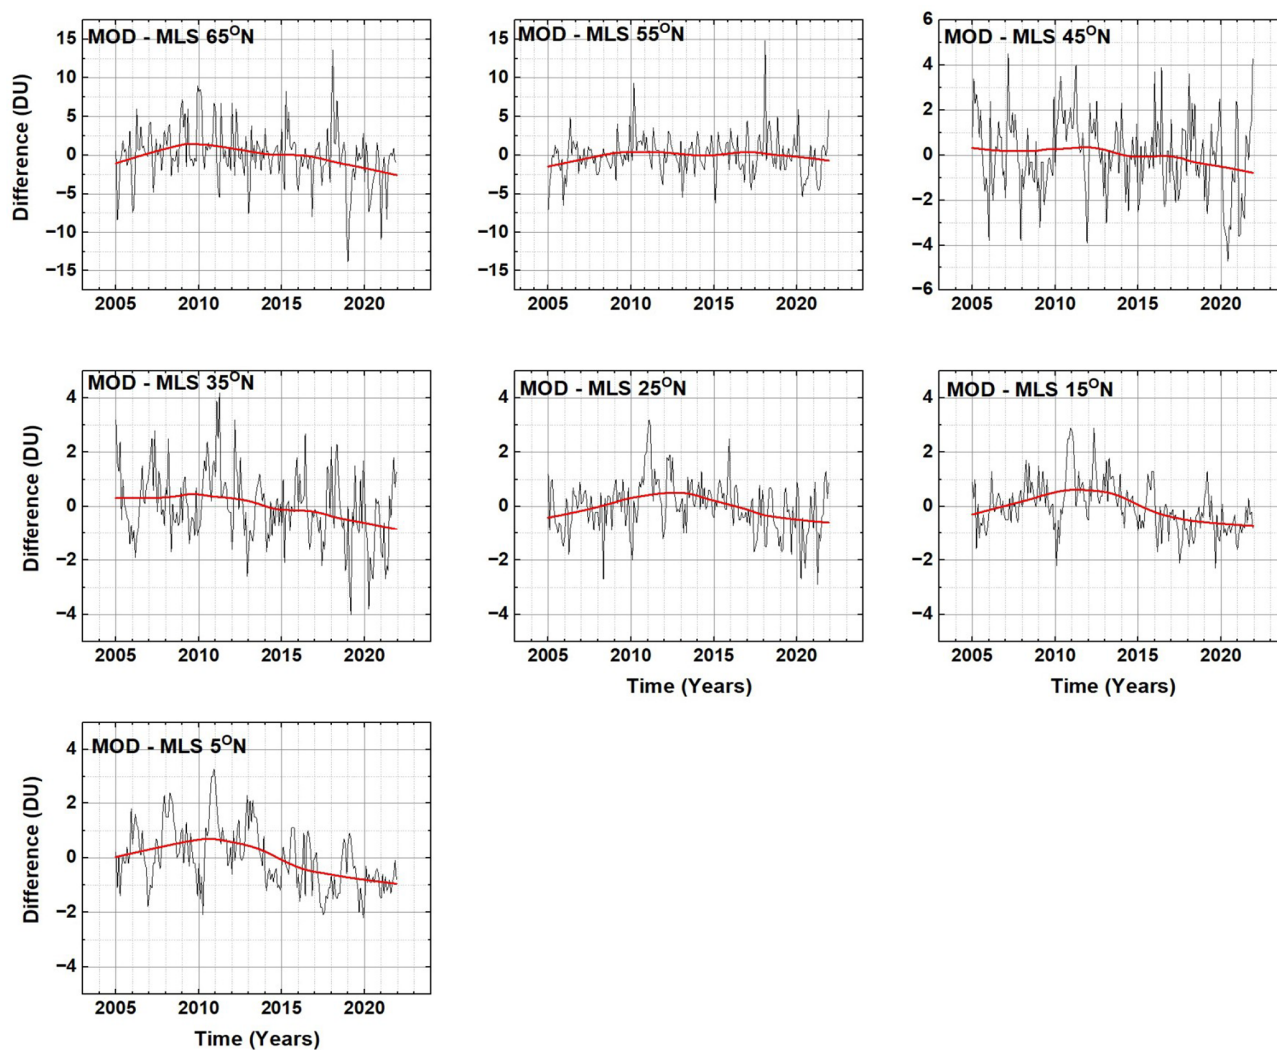 MOD - MLS 65ᴼN
MOD - MLS 55ᴼN
MOD - MLS 45ᴼN
Difference (DU)
15
10
5
0
−5
−10
−15
15
10
5
0
−5
−10
−15
6
4
2
0
−2
−4
−6
2005 2010 2015 2020
2005 2010 2015 2020
2005 2010 2015 2020
MOD - MLS 35ᴼN
MOD - MLS 25ᴼN
MOD - MLS 15ᴼN
Difference (DU)
4
2
0
−2
−4
4
2
0
−2
−4
4
2
0
−2
−4
2005 2010 2015 2020
2005 2010 2015 2020
2005 2010 2015 2020
Time (Years)
Time (Years)
MOD - MLS 5ᴼN
Difference (DU)
4
2
0
−2
−4
2005 2010 2015 2020
Time (Years)